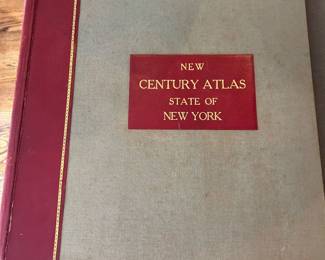 NEW
CENTURY ATLAS
STATE OF
NEW YORK